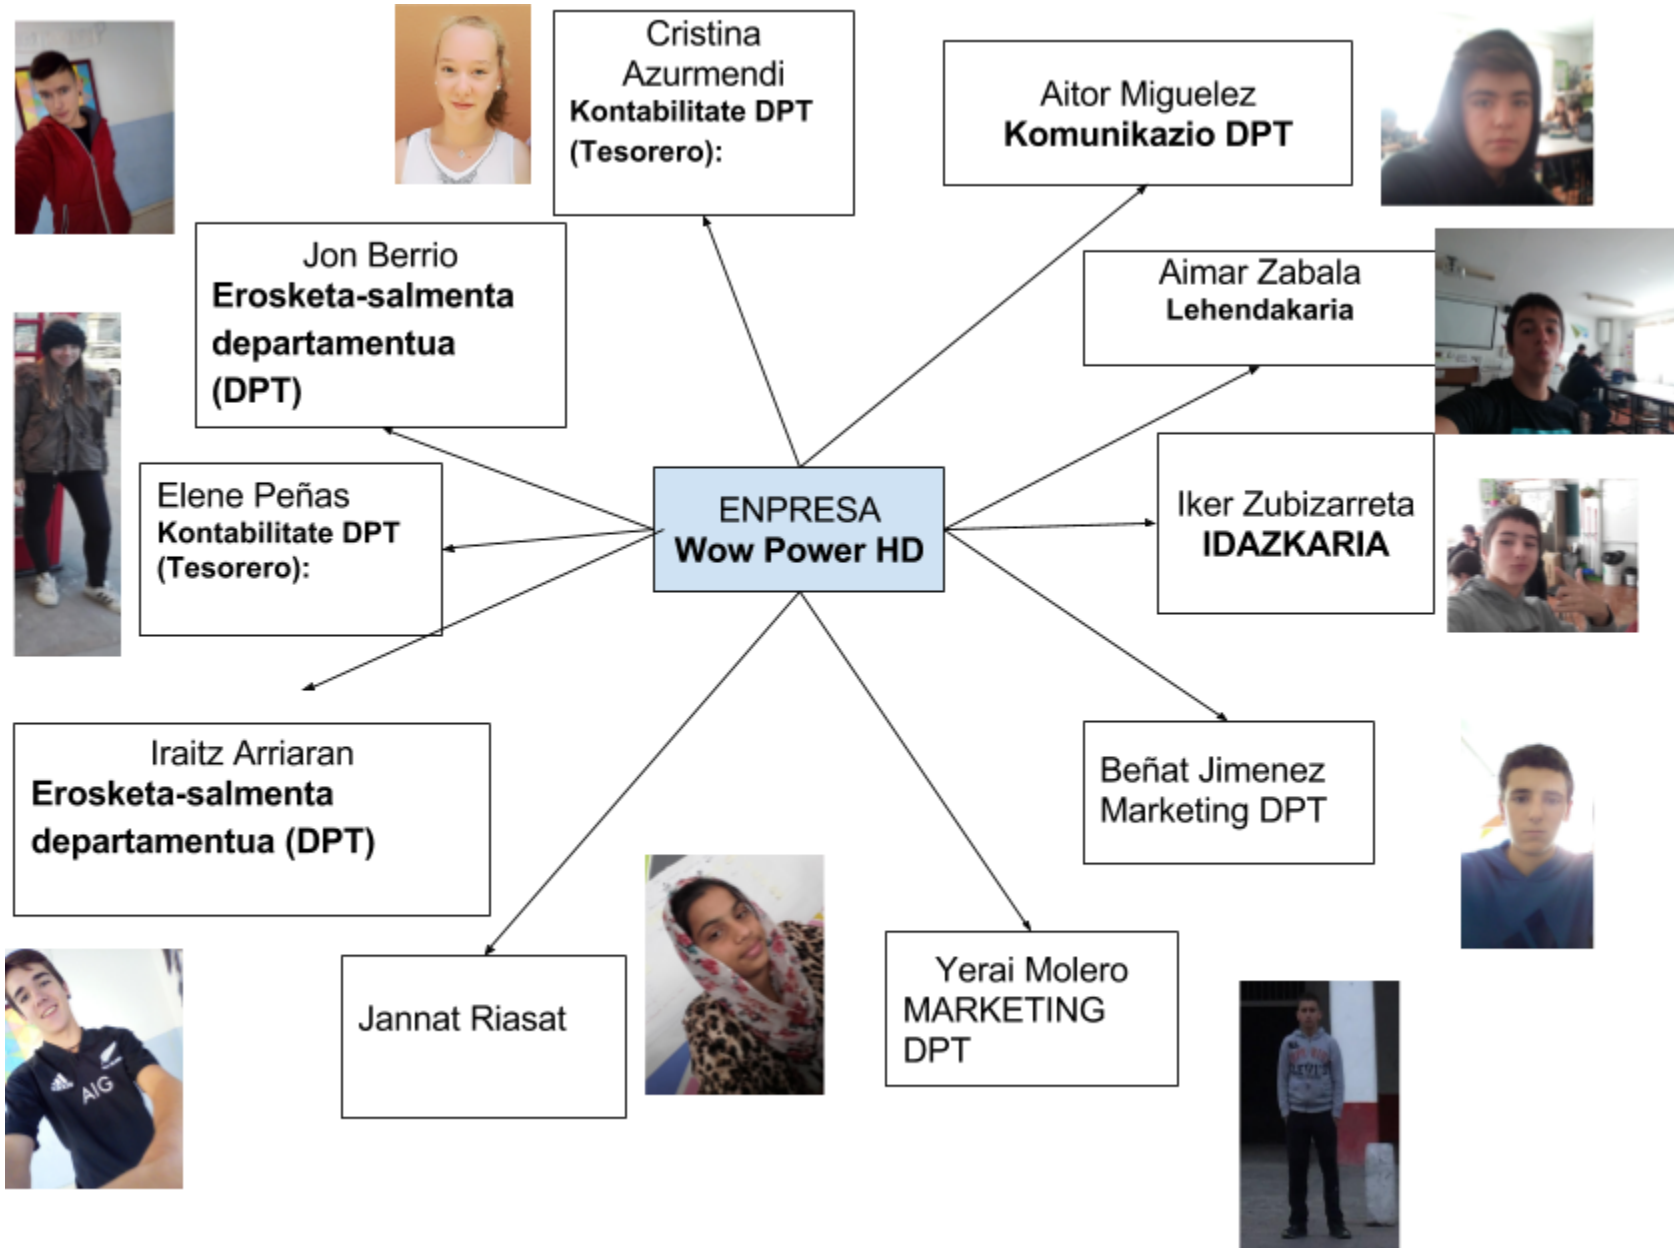 Cristina
Azurmendi
Kontabilitate DPT
(Tesorero):
Aitor Miguelez
Komunikazio DPT
Jon Berrio
Erosketa-salmenta
departamentua
(DPT)
Aimar Zabala
Lehendakaria
Elene Peñas
Kontabilitate DPT
(Tesorero):
ENPRESA
Wow Power HD
Iker Zubizarreta
IDAZKARIA
Iraitz Arriaran
Erosketa-salmenta
departamentua (DPT)
Beñat Jimenez
Marketing DPT
Jannat Riasat
Yerai Molero
MARKETING
DPT
AIG